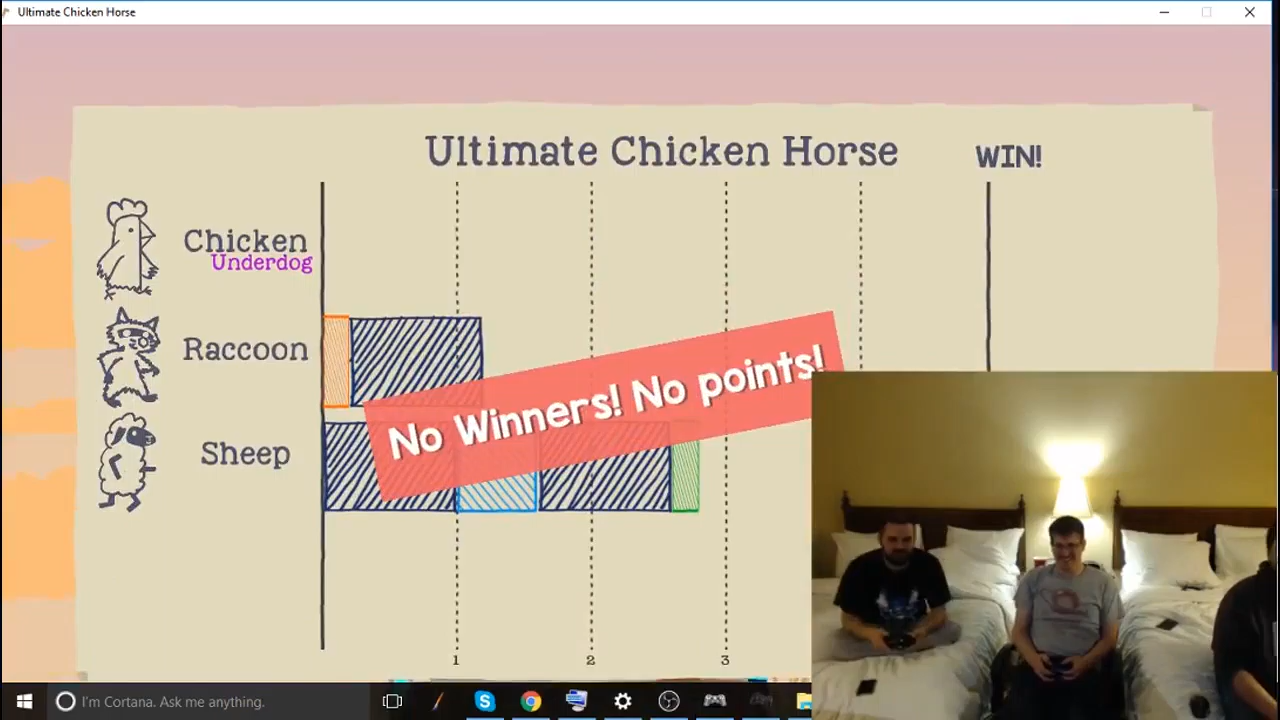 Ultimate Chicken Horse
Ultimate Chicken Horse
WIN!
Chicken
Underdog
Raccoon
No Winners! No points!
Sheep
1
2
3
I'm Cortana. Ask me anything.